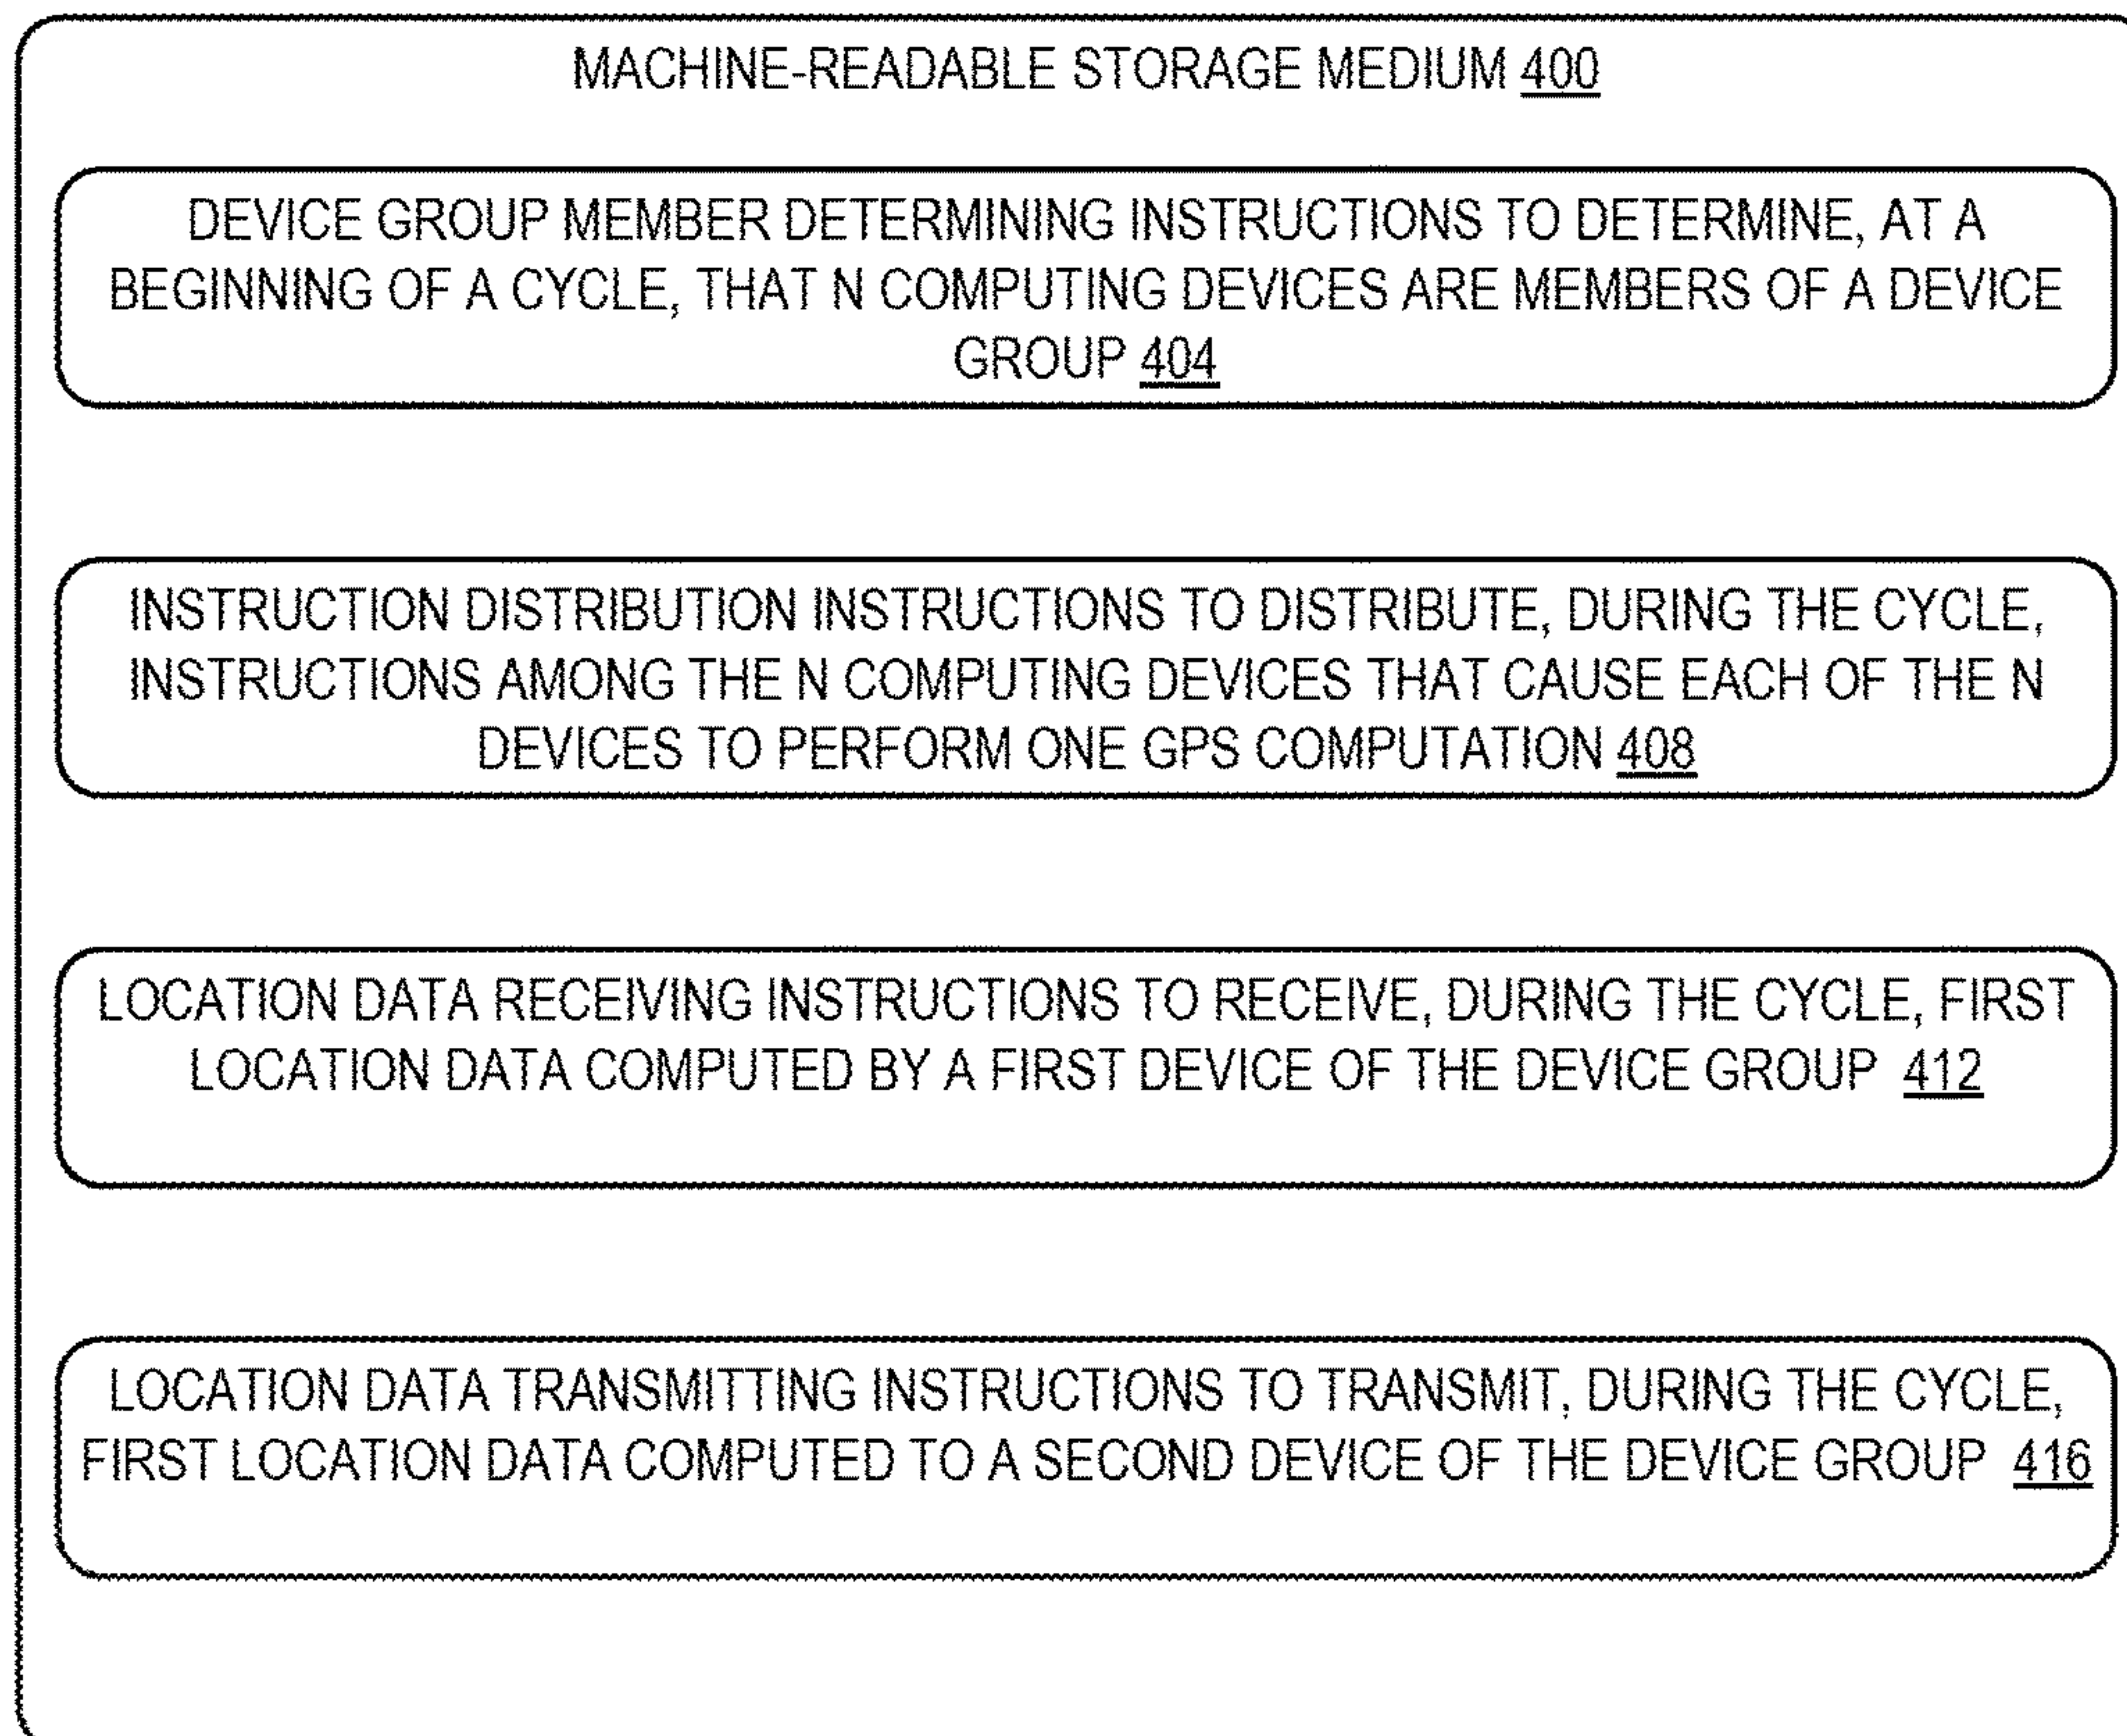 MACHINE-READABLE STORAGE MEDIUM 400
DEVICE GROUP MEMBER DETERMINING INSTRUCTIONS TO DETERMINE, AT A
BEGINNING OF A CYCLE, THAT N COMPUTING DEVICES ARE MEMBERS OF A DEVICE
GROUP 404
INSTRUCTION DISTRIBUTION INSTRUCTIONS TO DISTRIBUTE, DURING THE CYCLE,
INSTRUCTIONS AMONG THE N COMPUTING DEVICES THAT CAUSE EACH OF THE N
DEVICES TO PERFORM ONE GPS COMPUTATION 408
LOCATION DATA RECEIVING INSTRUCTIONS TO RECEIVE, DURING THE CYCLE, FIRST
LOCATION DATA COMPUTED BY A FIRST DEVICE OF THE DEVICE GROUP 412
LOCATION DATA TRANSMITTING INSTRUCTIONS TO TRANSMIT, DURING THE CYCLE,
FIRST LOCATION DATA COMPUTED TO A SECOND DEVICE OF THE DEVICE GROUP 416